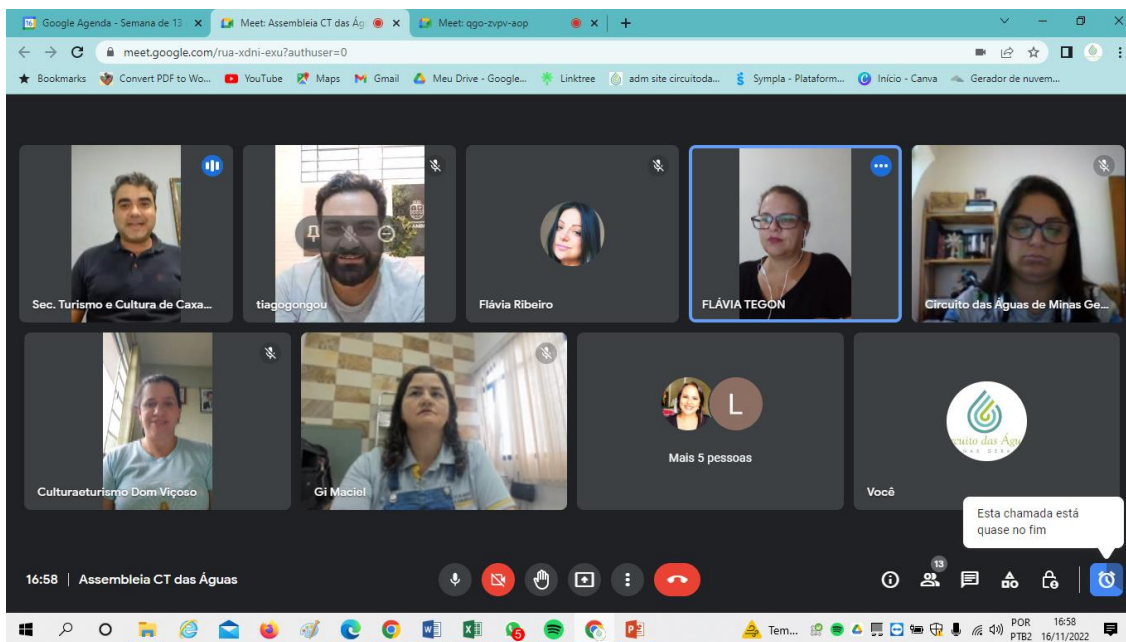 Google Agenda - Semana de 13
Meet: Assembleia CT das Ág
Meet: qgo-zvpv-aop
meet.google.com/rua-xdni-exu?authuser=0
Bookmarks
Convert PDF to Wo...
YouTube
Maps
Gmail
Meu Drive - Google...
Linktree
adm site circuitoda...
Sympla - Plataform...
Início - Canva
Gerador de nuvem...
Sec. Turismo e Cultura de Caxa...
tiagogongou
Flávia Ribeiro
FLÁVIA TEGON
Circuito das Águas de Minas Ge...
Culturaeturismo Dom Viçoso
Gi Maciel
L
Mais 5 pessoas
Você
Esta chamada está
quase no fim
16:58 | Assembleia CT das Águas
13
Tem...
POR
PTB2
16:58
16/11/2022